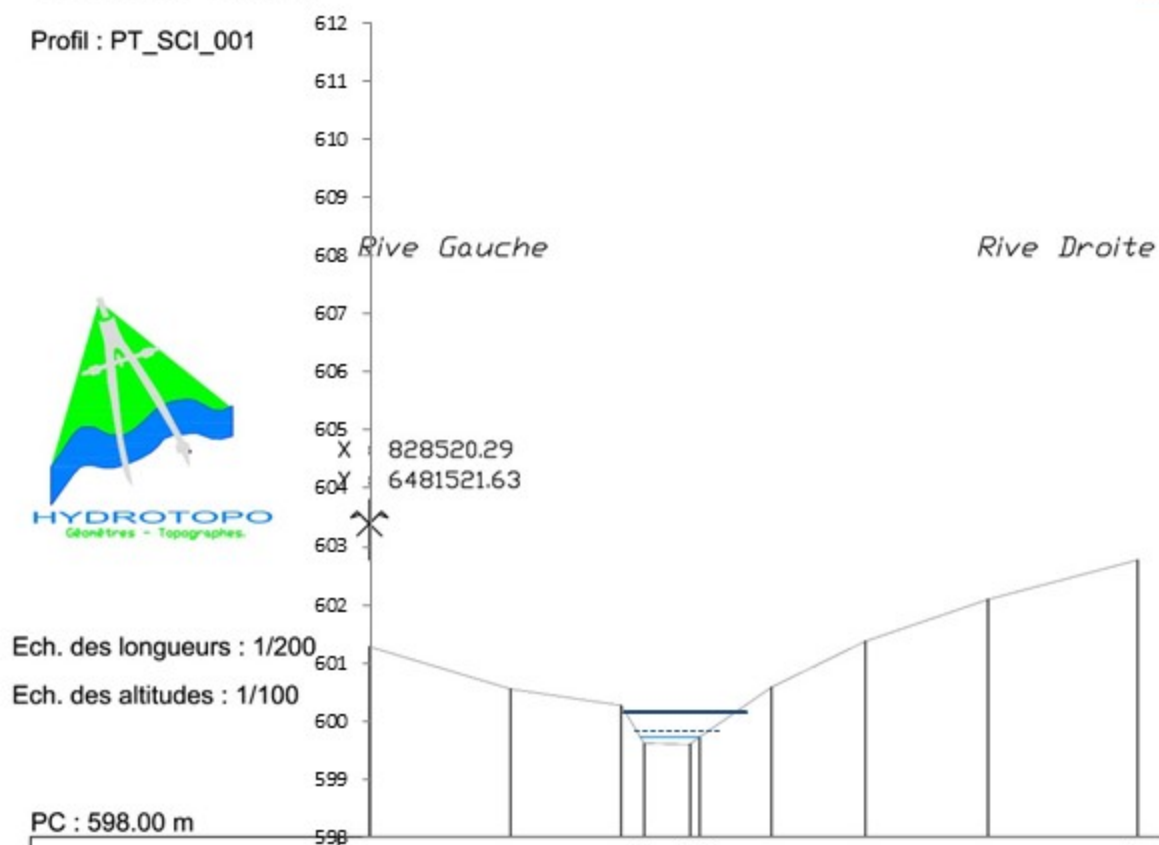 Profil : PT_SCI_001
612
611
610
609
608
Rive Gauche
Rive Droite
607
606
605
X : 828520.29
Y : 6481521.63
604
HYDROTOPO
Géomètres - Topographes.
603
602
Ech. des longueurs : 1/200
601
Ech. des altitudes : 1/100
600
599
PC : 598.00 m
598